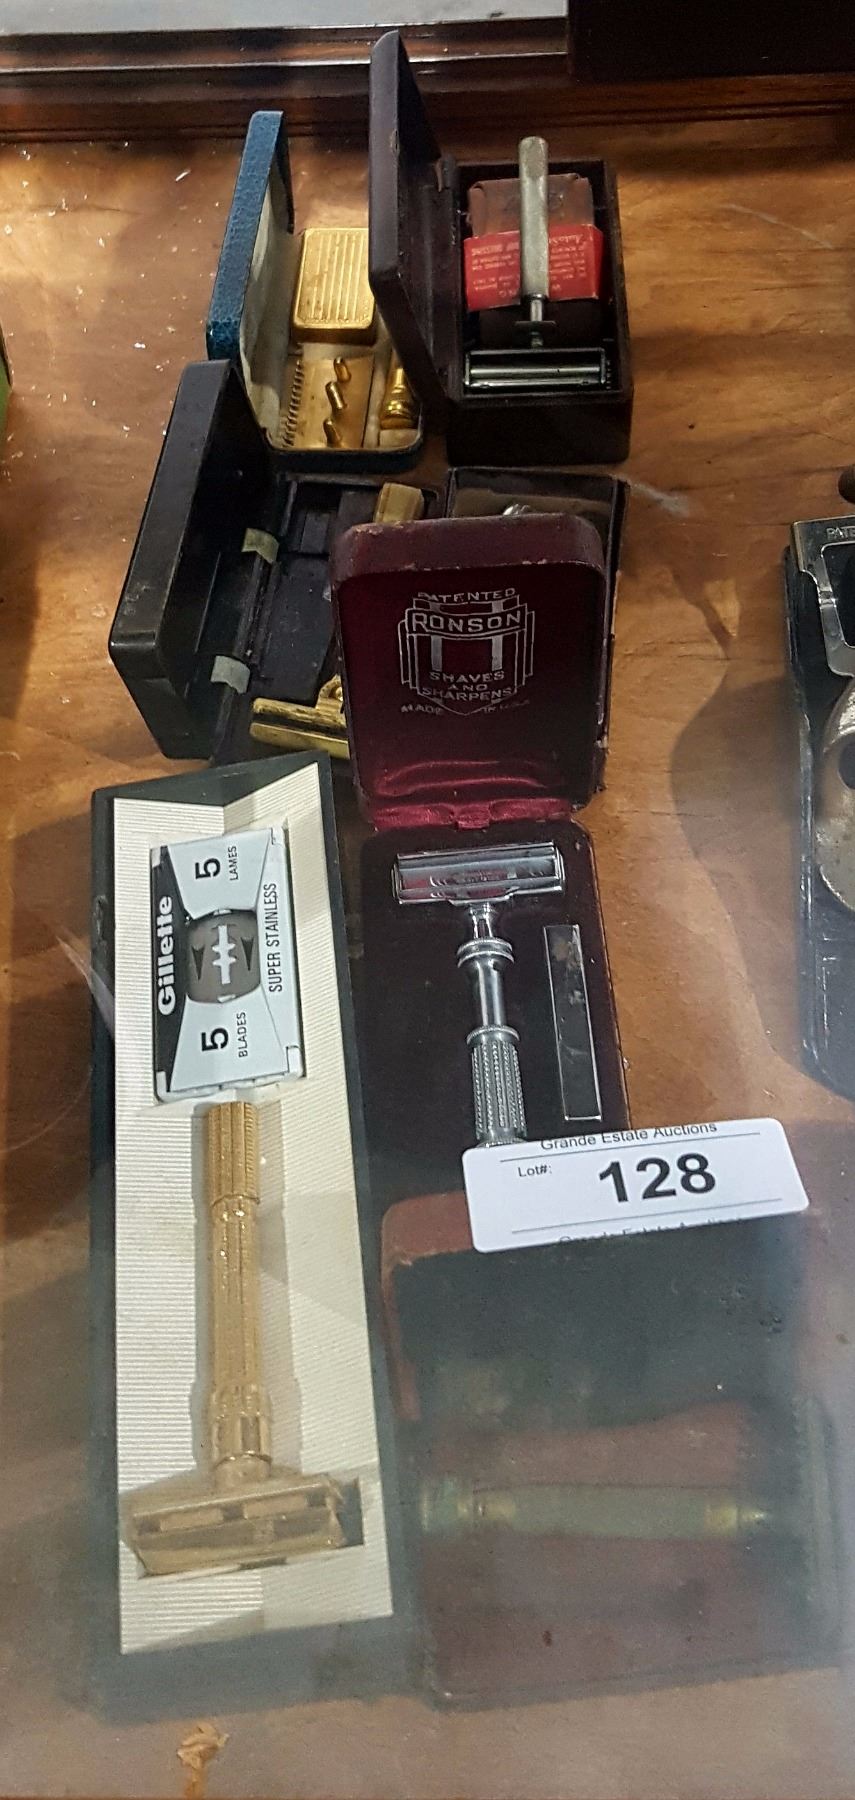 PATENTED
RONSON
SHAVES
AND
SHARPENS
MADE IN U.S.A.
5
LAMES
Gillette
SUPER STAINLESS
5
BLADES
Grande Estate Auctions
Lot#:
128